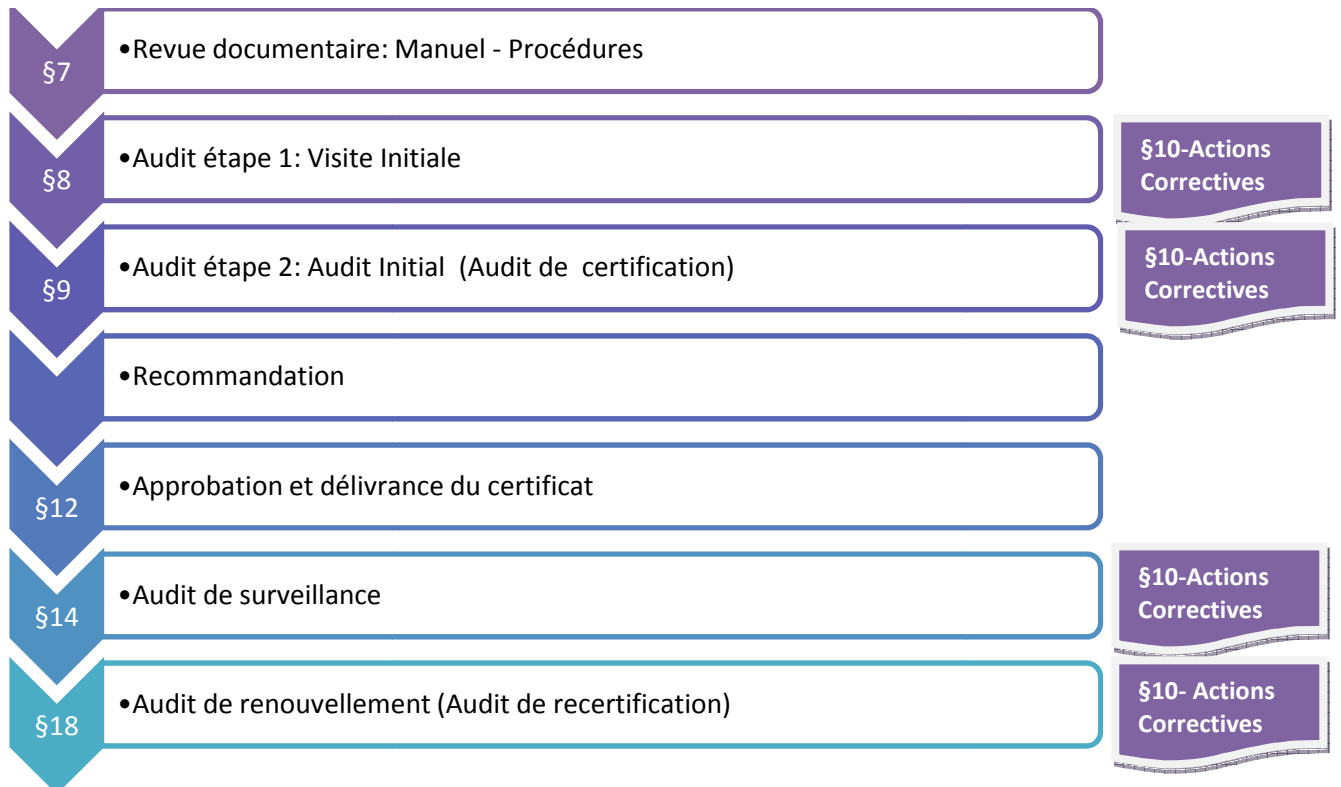 §7
•Revue documentaire: Manuel - Procédures
§8
•Audit étape 1: Visite Initiale
§10-Actions
Correctives
§9
•Audit étape 2: Audit Initial (Audit de certification)
§10-Actions
Correctives
•Recommandation
§12
•Approbation et délivrance du certificat
§14
•Audit de surveillance
§10-Actions
Correctives
§18
•Audit de renouvellement (Audit de recertification)
§10- Actions
Correctives